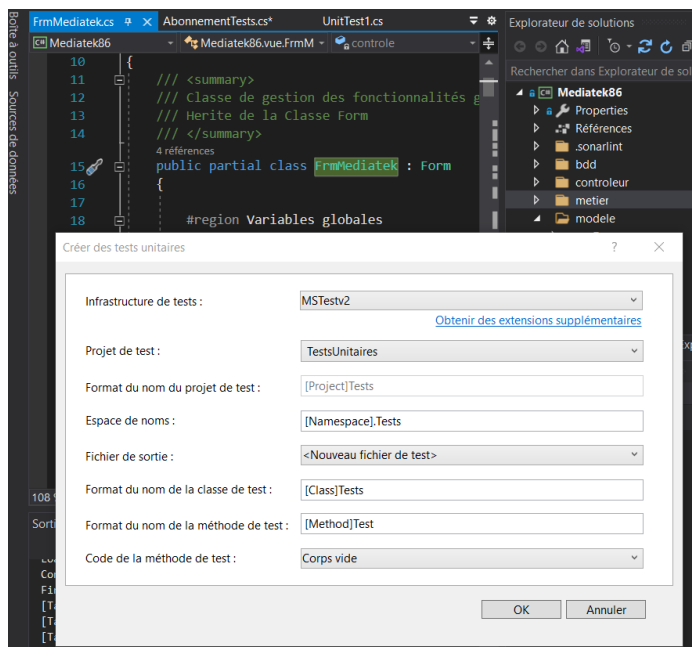 Boîte à outils
Sources de données
FrmMediatek.cs
AbonnementTests.cs*
UnitTest1.cs
Mediatek86
Mediatek86.vue.FrmM
controle
10 {
11 /// <summary>
12 /// Classe de gestion des fonctionnalités g
13 /// Herite de la Classe Form
14 /// </summary>
4 références
15 public partial class FrmMediatek : Form
16 {
17
18 #region Variables globales
Explorateur de solutions
Rechercher dans Explorateur de sol
Mediatek86
Properties
Références
.sonarlint
bdd
controleur
metier
modele
Créer des tests unitaires
? ×
Infrastructure de tests :
MSTestv2
Obtenir des extensions supplémentaires
Projet de test :
TestsUnitaires
Format du nom du projet de test :
[Project]Tests
Espace de noms :
[Namespace].Tests
Fichier de sortie :
<Nouveau fichier de test>
Format du nom de la classe de test :
[Class]Tests
Format du nom de la méthode de test :
[Method]Test
Code de la méthode de test :
Corps vide
OK
Annuler
108
Sorti
Co
Fi
[T
[T
[T